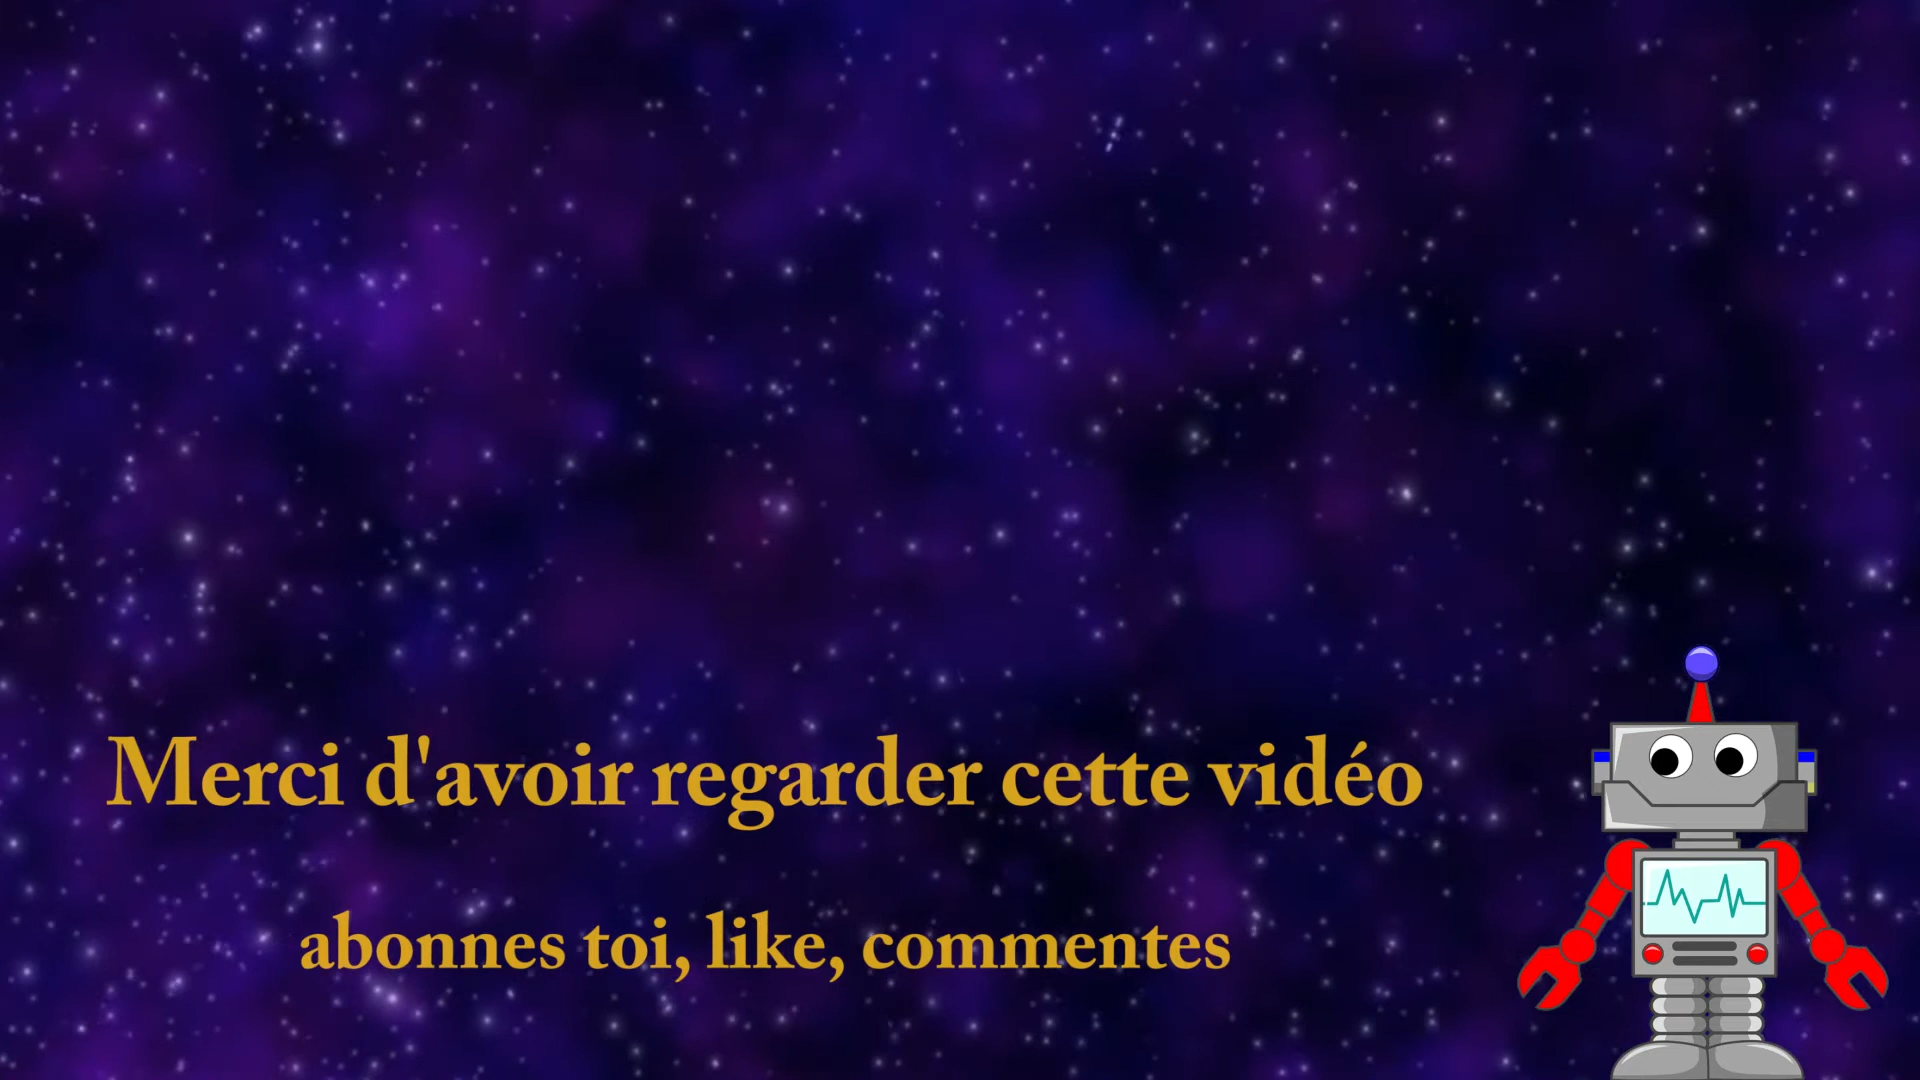 Merci d'avoir regarder cette vidéo
abonnes toi, like, commentes